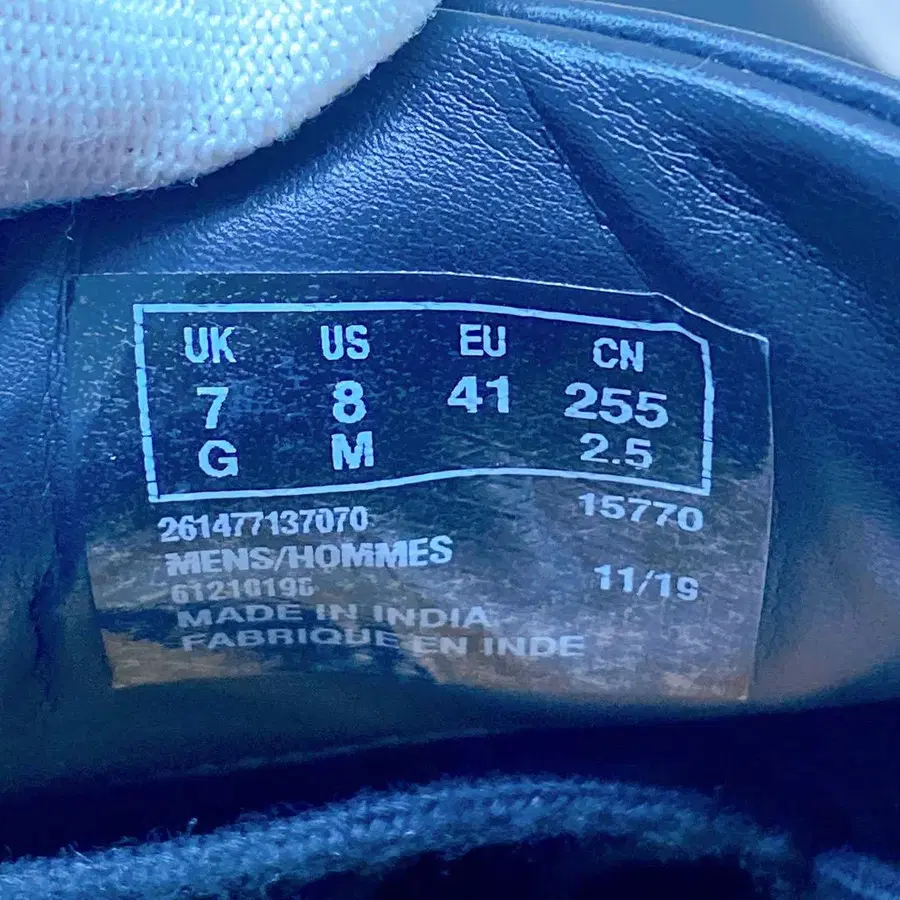 UK US EU CN
7 8 41 255
G M 2.5
261477137070 15770
MENS/HOMMES
11/19
MADE IN INDIA
FABRIQUE EN INDE